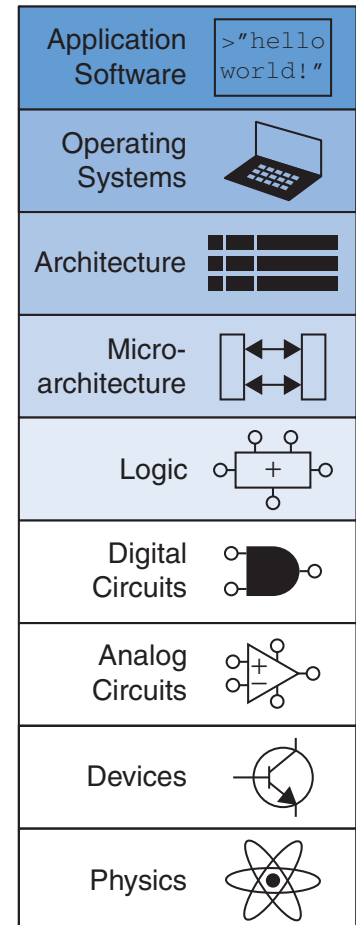 Application
Software
>"hello
world!"
Operating
Systems
Architecture
Micro-
architecture
Logic
+
Digital
Circuits
Analog
Circuits
+
−
Devices
Physics